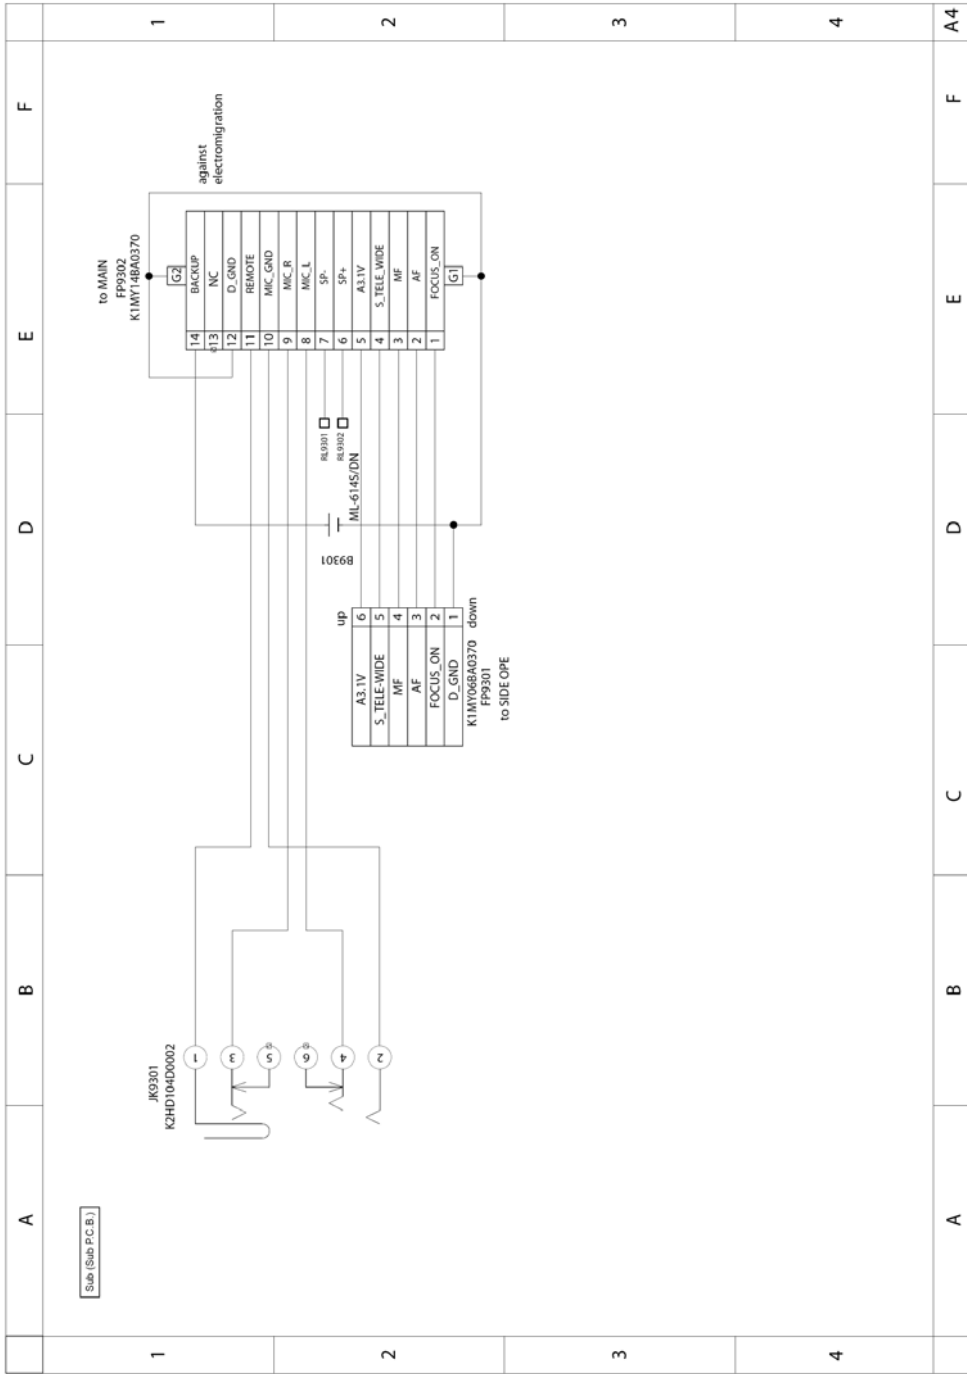 A4
1
2
3
4
F
E
D
C
B
A
F
E
D
C
B
A
1
2
3
4
Sub (Sub P.C.B.)
JK9301
K2HD104D0002
1
3
5
6
4
2
to MAIN
FP9302
K1MY14BA0370
against
electromigration
G2
14 BACKUP
13 NC
12 D_GND
11 REMOTE
10 MIC_GND
9 MIC_R
8 MIC_L
7 SP-
6 SP+
5 A3.1V
4 S_TELE_WIDE
3 MF
2 AF
1 FOCUS_ON
G1
RL9301
RL9302
ML-614S/DN
B9301
up
A3.1V 6
S_TELE-WIDE 5
MF 4
AF 3
FOCUS_ON 2
D_GND 1
down
K1MY06BA0370
FP9301
to SIDE OPE